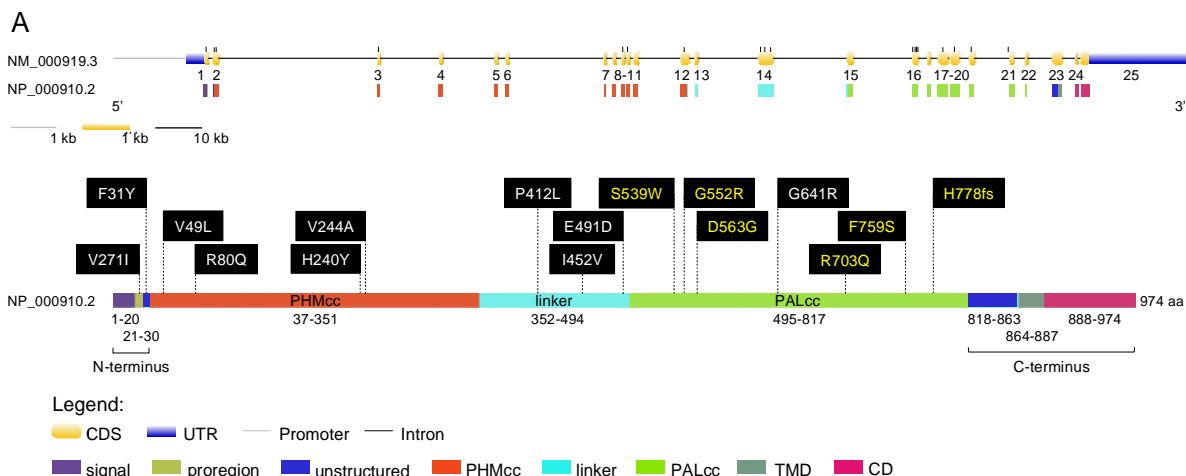 A
NM_000919.3
1 2 3 4 5 6 7 8-11 12 13 14 15 16 17-20 21 22 23 24 25
NP_000910.2
5’ 3’
1 kb 1 kb 10 kb
F31Y P412L S539W G552R G641R H778fs
V49L V244A E491D D563G F759S
V271I R80Q H240Y I452V R703Q
NP_000910.2 PHMcc linker PALcc 974 aa
1-20 37-351 352-494 495-817 818-863 888-974
21-30 864-887
N-terminus C-terminus
Legend:
CDS UTR Promoter Intron
signal proregion unstructured PHMcc linker PALcc TMD CD